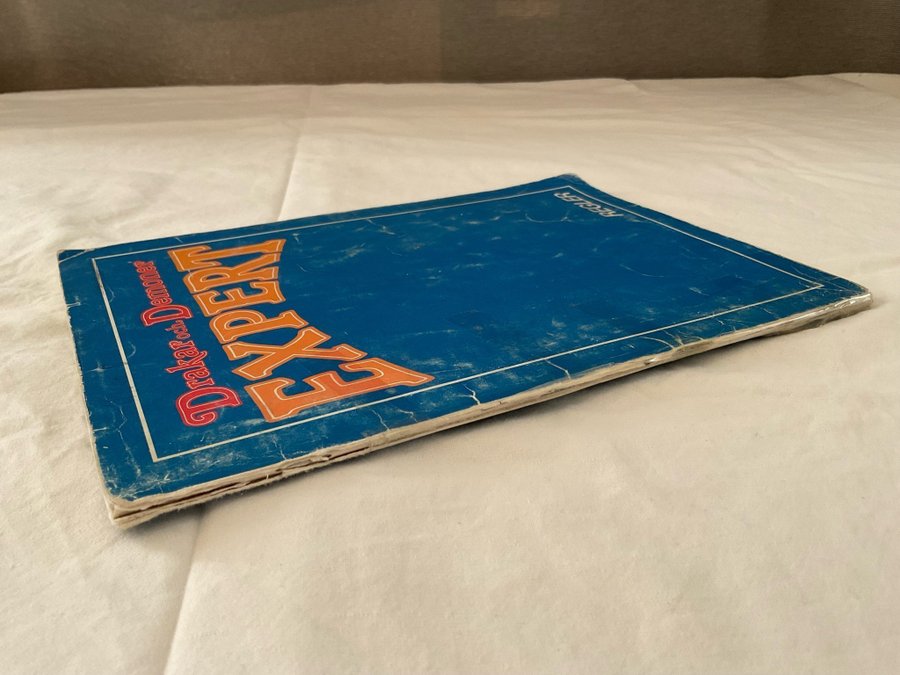 Drakar och Demoner
EXPERT
REGLER